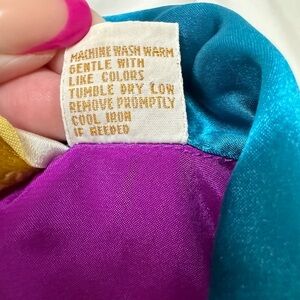 MACHINE WASH WARM
GENTLE WITH
LIKE COLORS
TUMBLE DRY LOW
REMOVE PROMPTLY
COOL IRON
IF NEEDED